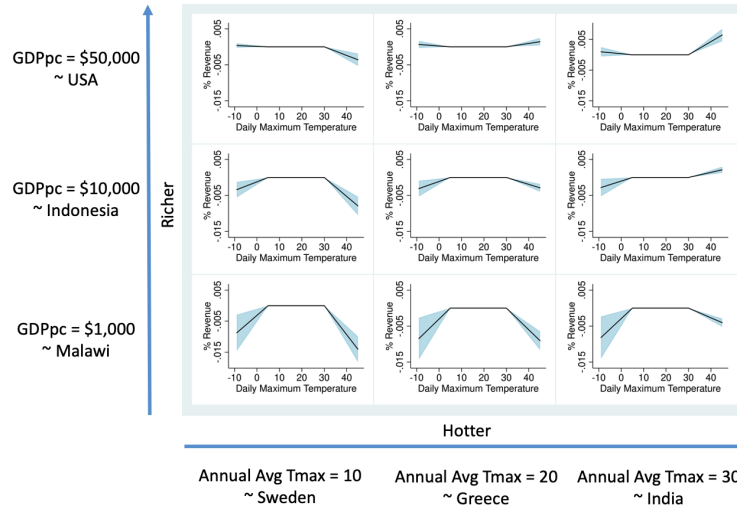 GDPpc = $50,000
~ USA
GDPpc = $10,000
~ Indonesia
GDPpc = $1,000
~ Malawi
Richer
% Revenue
.005
-.005
-.015
-10 0 10 20 30 40
Daily Maximum Temperature
% Revenue
.005
-.005
-.015
-10 0 10 20 30 40
Daily Maximum Temperature
% Revenue
.005
-.005
-.015
-10 0 10 20 30 40
Daily Maximum Temperature
% Revenue
.005
-.005
-.015
-10 0 10 20 30 40
Daily Maximum Temperature
% Revenue
.005
-.005
-.015
-10 0 10 20 30 40
Daily Maximum Temperature
% Revenue
.005
-.005
-.015
-10 0 10 20 30 40
Daily Maximum Temperature
% Revenue
.005
-.005
-.015
-10 0 10 20 30 40
Daily Maximum Temperature
% Revenue
.005
-.005
-.015
-10 0 10 20 30 40
Daily Maximum Temperature
% Revenue
.005
-.005
-.015
-10 0 10 20 30 40
Daily Maximum Temperature
Hotter
Annual Avg Tmax = 10
~ Sweden
Annual Avg Tmax = 20
~ Greece
Annual Avg Tmax = 30
~ India